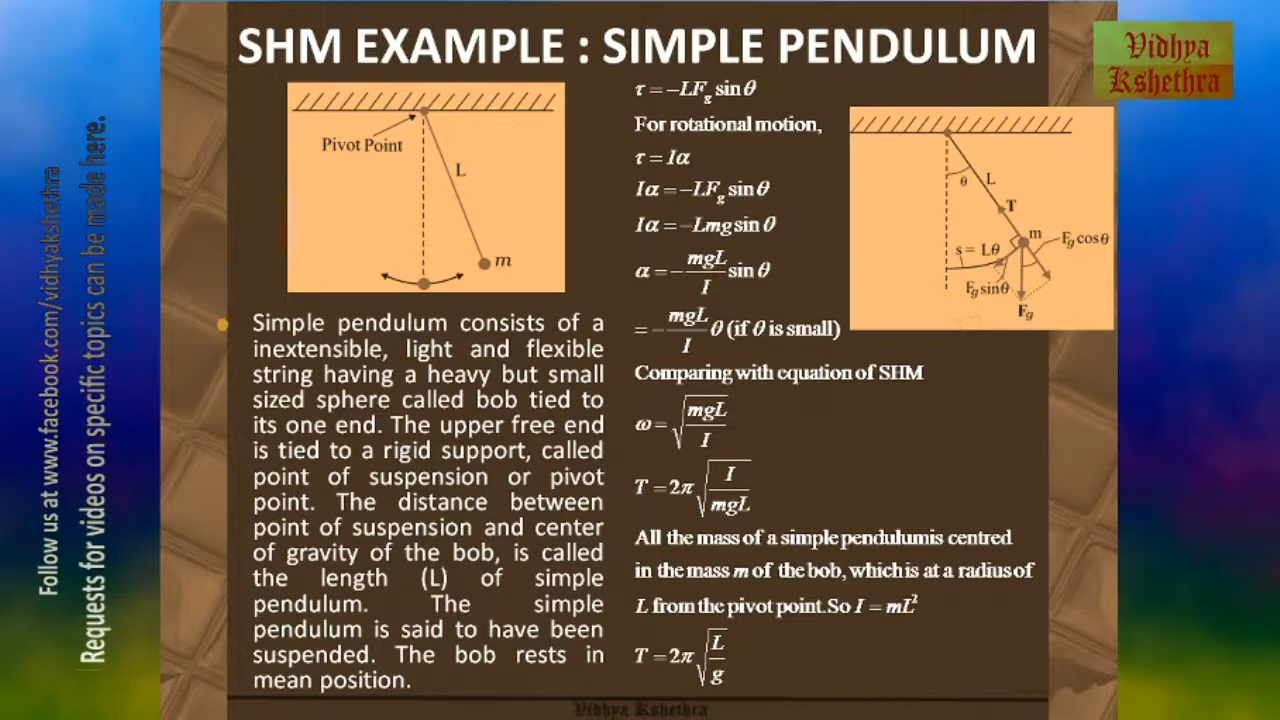 SHM EXAMPLE : SIMPLE PENDULUM
Vidhya
Kshethra
Follow us at www.facebook.com/vidhyakshethra
Requests for videos on specific topics can be made here.
Pivot Point
L
m
Simple pendulum consists of a
inextensible, light and flexible
string having a heavy but small
sized sphere called bob tied to
its one end. The upper free end
is tied to a rigid support, called
point of suspension or pivot
point. The distance between
point of suspension and center
of gravity of the bob, is called
the length (L) of simple
pendulum. The simple
pendulum is said to have been
suspended. The bob rests in
mean position.
τ = −LF_g sin θ
For rotational motion,
τ = Iα
Iα = −LF_g sin θ
Iα = −Lmg sin θ
α = − mgL/I sin θ
= − mgL/I θ (if θ is small)
Comparing with equation of SHM
ω = √(mgL/I)
T = 2π √(I/mgL)
All the mass of a simple pendulum is centred
in the mass m of the bob, which is at a radius of
L from the pivot point. So I = mL²
T = 2π √(L/g)
θ
L
T
m
F_g cos θ
s = Lθ
F_g sin θ
F_g
Vidhya Kshethra